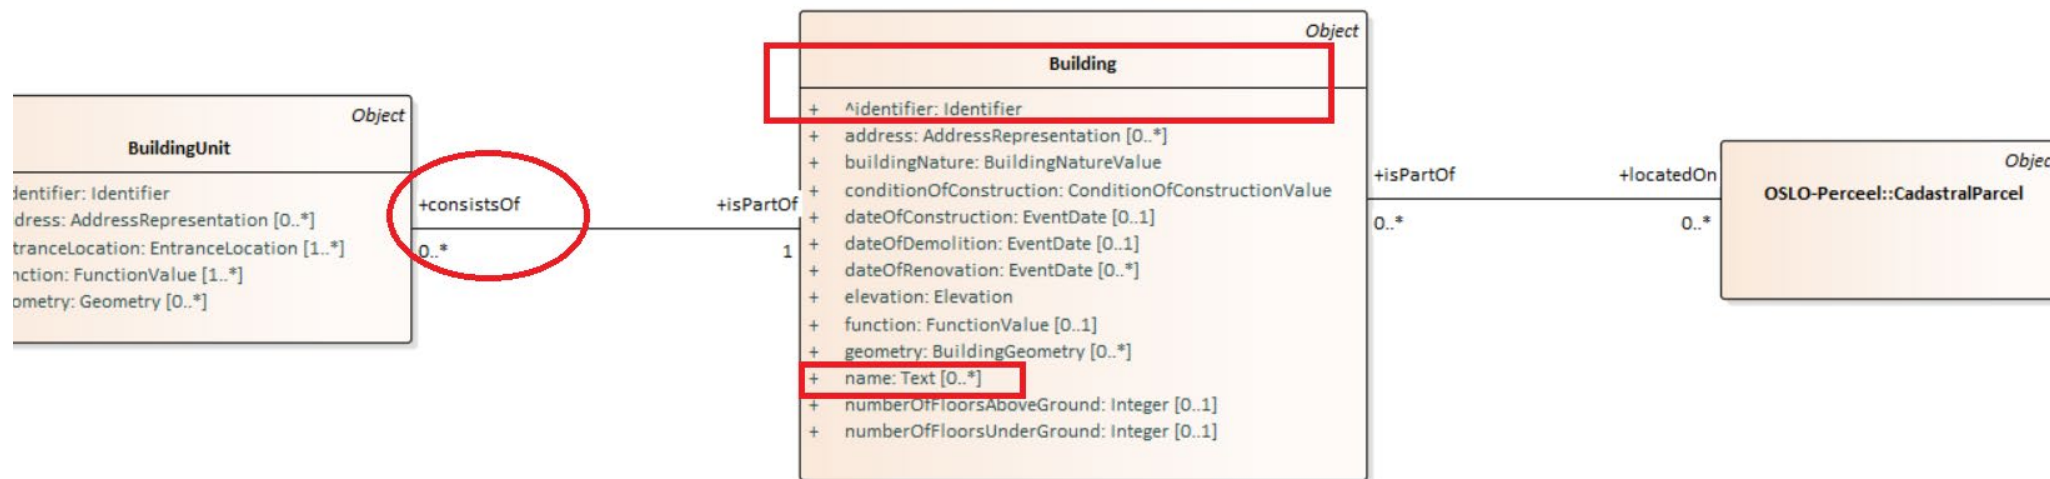 Object
BuildingUnit
dentifier: Identifier
dress: AddressRepresentation [0..*]
tranceLocation: EntranceLocation [1..*]
nction: FunctionValue [1..*]
ometry: Geometry [0..*]
+consistsOf
0..*
+isPartOf
1
Object
Building
+ ^identifier: Identifier
+ address: AddressRepresentation [0..*]
+ buildingNature: BuildingNatureValue
+ conditionOfConstruction: ConditionOfConstructionValue
+ dateOfConstruction: EventDate [0..1]
+ dateOfDemolition: EventDate [0..1]
+ dateOfRenovation: EventDate [0..*]
+ elevation: Elevation
+ function: FunctionValue [0..1]
+ geometry: BuildingGeometry [0..*]
+ name: Text [0..*]
+ numberOfFloorsAboveGround: Integer [0..1]
+ numberOfFloorsUnderGround: Integer [0..1]
+isPartOf
0..*
+locatedOn
0..*
Objec
OSLO-Perceel::CadastralParcel